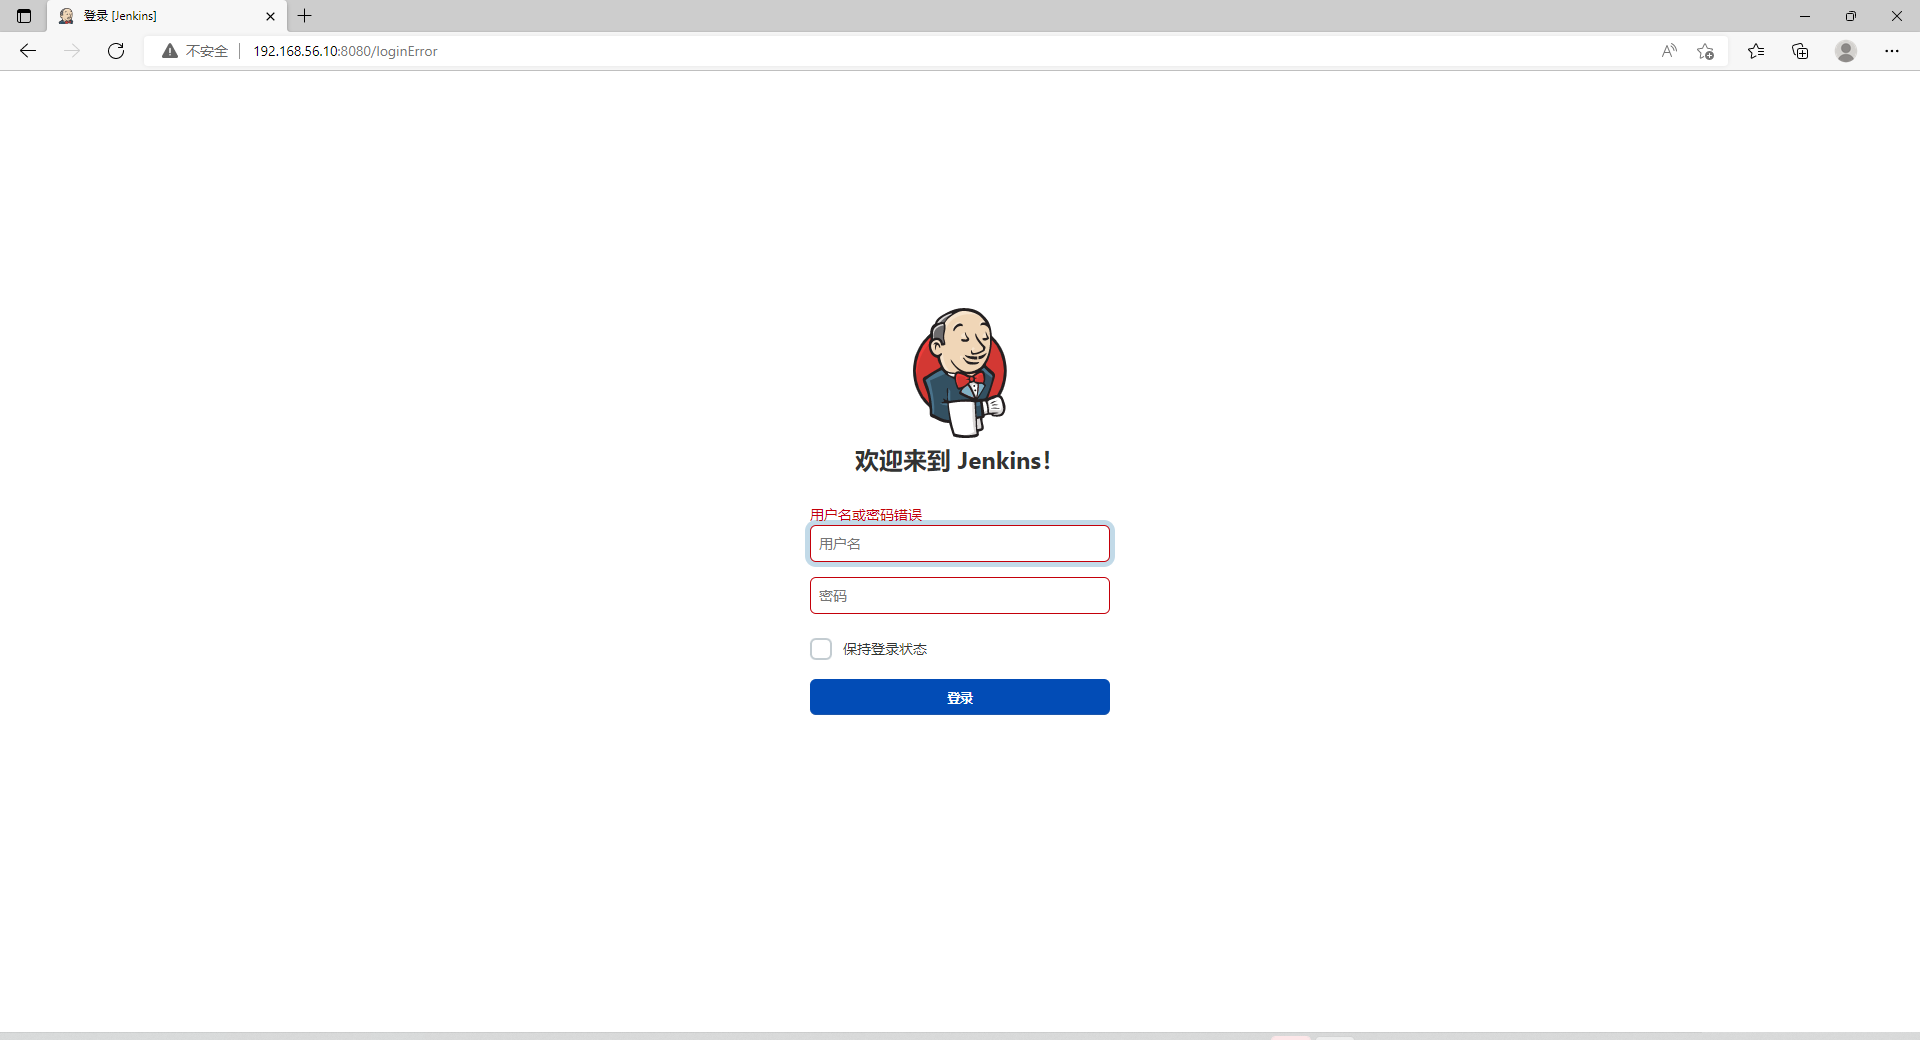 登录 [Jenkins]
不安全
192.168.56.10:8080/loginError
欢迎来到 Jenkins!
用户名或密码错误
用户名
密码
保持登录状态
登录